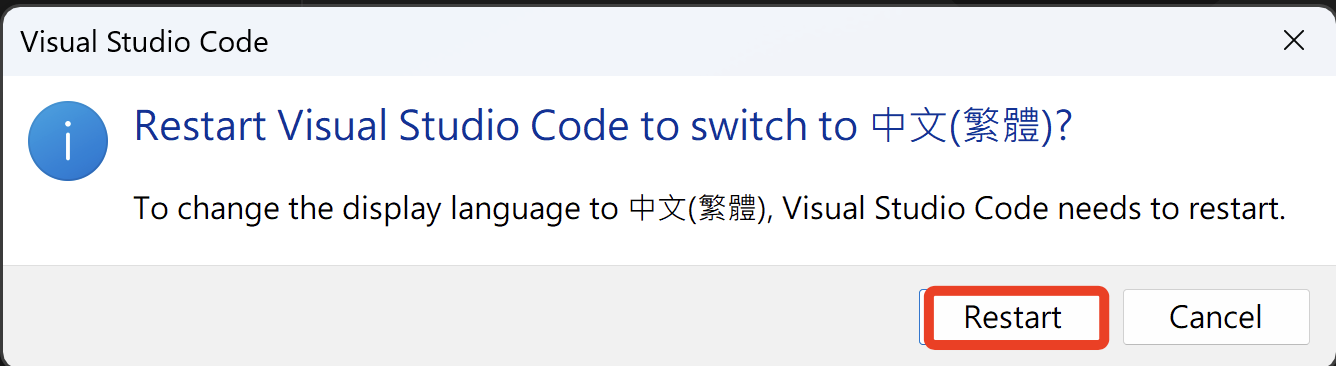 Visual Studio Code
Restart Visual Studio Code to switch to 中文(繁體)?
To change the display language to 中文(繁體), Visual Studio Code needs to restart.
Restart
Cancel